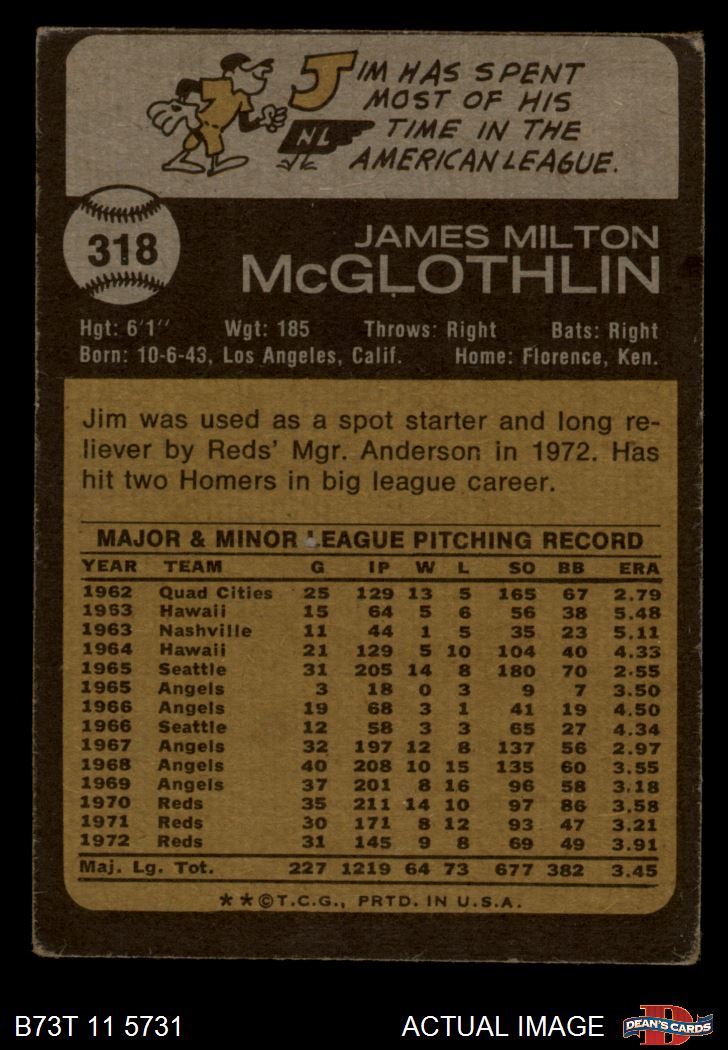 JIM HAS SPENT
MOST OF HIS
NL TIME IN THE
AMERICAN LEAGUE.
318
JAMES MILTON
McGLOTHLIN
Hgt: 6'1'' Wgt: 185 Throws: Right Bats: Right
Born: 10-6-43, Los Angeles, Calif. Home: Florence, Ken.
Jim was used as a spot starter and long re-
liever by Reds' Mgr. Anderson in 1972. Has
hit two Homers in big league career.
MAJOR & MINOR LEAGUE PITCHING RECORD
YEAR TEAM G IP W L SO BB ERA
1962 Quad Cities 25 129 13 5 165 67 2.79
1963 Hawaii 15 64 5 6 56 38 5.48
1963 Nashville 11 44 1 5 35 23 5.11
1964 Hawaii 21 129 5 10 104 40 4.33
1965 Seattle 31 205 14 8 180 70 2.55
1965 Angels 3 18 0 3 9 7 3.50
1966 Angels 19 68 3 1 41 19 4.50
1966 Seattle 12 58 3 3 65 27 4.34
1967 Angels 32 197 12 8 137 56 2.97
1968 Angels 40 208 10 15 135 60 3.55
1969 Angels 37 201 8 16 96 58 3.18
1970 Reds 35 211 14 10 97 86 3.58
1971 Reds 30 171 8 12 93 47 3.21
1972 Reds 31 145 9 8 69 49 3.91
Maj. Lg. Tot. 227 1219 64 73 677 382 3.45
**©T.C.G., PRTD. IN U.S.A.
B73T 11 5731 ACTUAL IMAGE DEAN'S CARDS